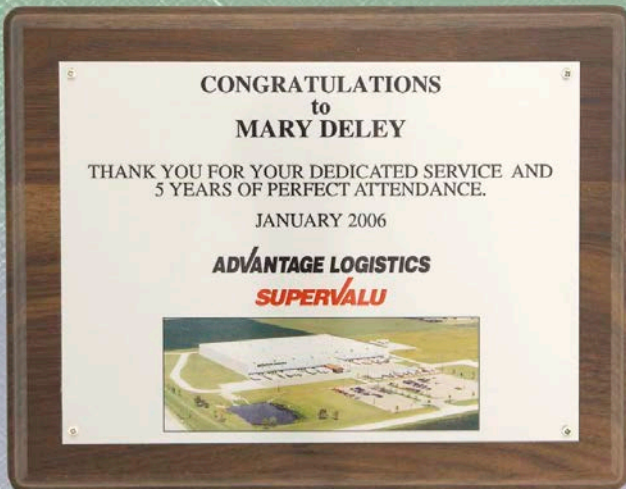 CONGRATULATIONS
to
MARY DELEY
THANK YOU FOR YOUR DEDICATED SERVICE AND
5 YEARS OF PERFECT ATTENDANCE.
JANUARY 2006
ADVANTAGE LOGISTICS
SUPERVALU